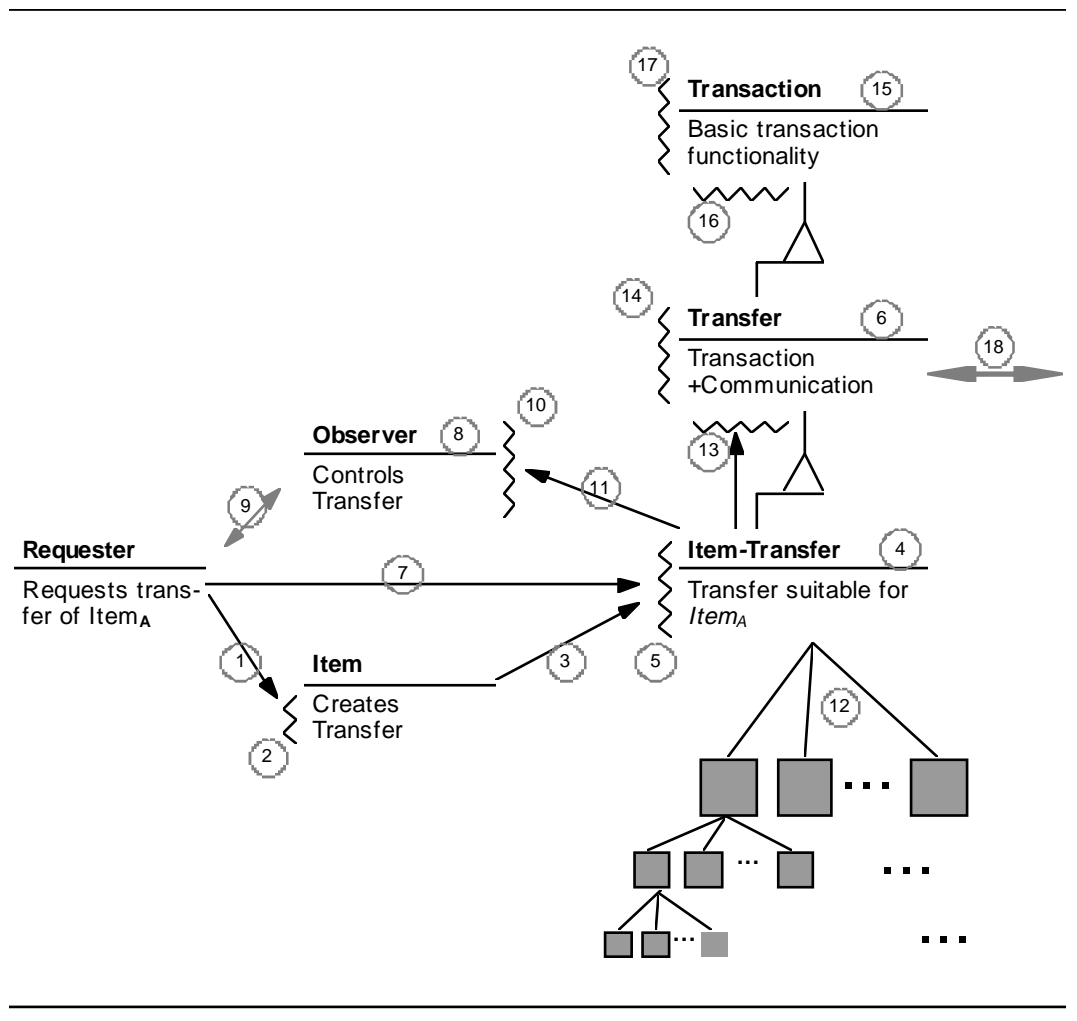 17
Transaction 15
Basic transaction
functionality
16
14
Transfer 6
Transaction
+Communication
18
10
Observer 8
13
Controls
Transfer
11
9
Requester
Item-Transfer 4
7
Requests trans-
fer of ItemA
Transfer suitable for
ItemA
1
Item
3
5
Creates
Transfer
12
2